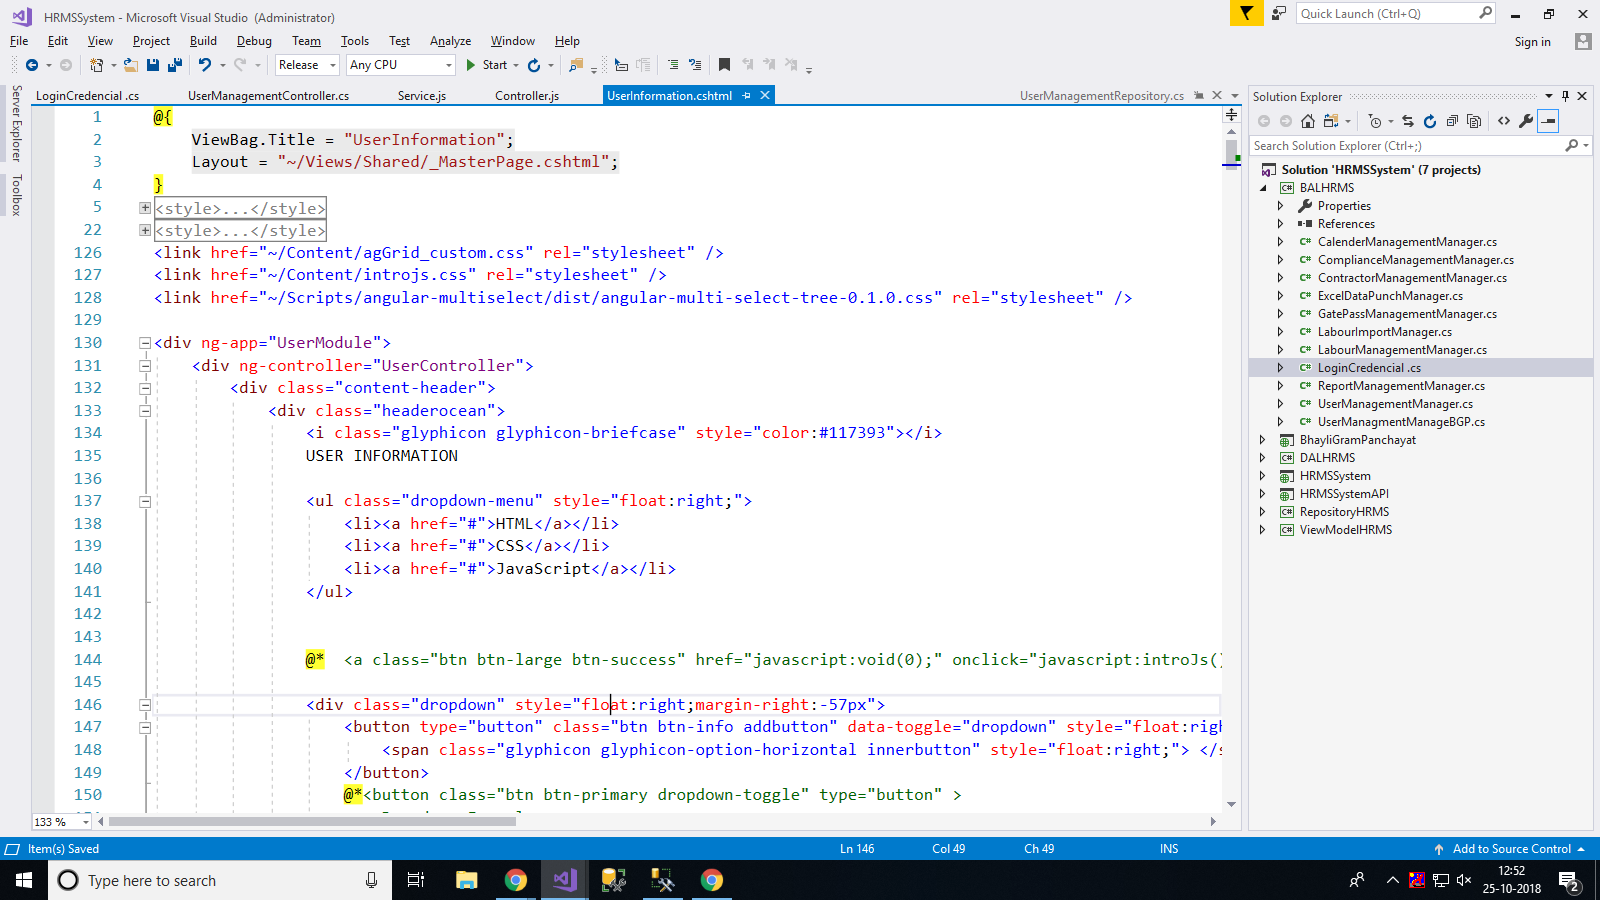 HRMSSystem - Microsoft Visual Studio (Administrator)
Quick Launch (Ctrl+Q)
File Edit View Project Build Debug Team Tools Test Analyze Window Help
Sign in
Release Any CPU Start
Server Explorer
Toolbox
LoginCredencial .cs UserManagementController.cs Service.js Controller.js UserInformation.cshtml UserManagementRepository.cs
1 @{
2 ViewBag.Title = "UserInformation";
3 Layout = "~/Views/Shared/_MasterPage.cshtml";
4 }
5 <style>...</style>
22 <style>...</style>
126 <link href="~/Content/agGrid_custom.css" rel="stylesheet" />
127 <link href="~/Content/introjs.css" rel="stylesheet" />
128 <link href="~/Scripts/angular-multiselect/dist/angular-multi-select-tree-0.1.0.css" rel="stylesheet" />
129
130 <div ng-app="UserModule">
131 <div ng-controller="UserController">
132 <div class="content-header">
133 <div class="headerocean">
134 <i class="glyphicon glyphicon-briefcase" style="color:#117393"></i>
135 USER INFORMATION
136
137 <ul class="dropdown-menu" style="float:right;">
138 <li><a href="#">HTML</a></li>
139 <li><a href="#">CSS</a></li>
140 <li><a href="#">JavaScript</a></li>
141 </ul>
142
143
144 @* <a class="btn btn-large btn-success" href="javascript:void(0);" onclick="javascript:introJs()
145
146 <div class="dropdown" style="float:right;margin-right:-57px">
147 <button type="button" class="btn btn-info addbutton" data-toggle="dropdown" style="float:righ
148 <span class="glyphicon glyphicon-option-horizontal innerbutton" style="float:right;"> </s
149 </button>
150 @*<button class="btn btn-primary dropdown-toggle" type="button" >
133 %
Solution Explorer
Search Solution Explorer (Ctrl+;)
Solution 'HRMSSystem' (7 projects)
BALHRMS
Properties
References
CalenderManagementManager.cs
ComplianceManagementManager.cs
ContractorManagementManager.cs
ExcelDataPunchManager.cs
GatePassManagementManager.cs
LabourImportManager.cs
LabourManagementManager.cs
LoginCredencial .cs
ReportManagementManager.cs
UserManagementManager.cs
UserManagmentManageBGP.cs
BhayliGramPanchayat
DALHRMS
HRMSSystem
HRMSSystemAPI
RepositoryHRMS
ViewModelHRMS
Item(s) Saved Ln 146 Col 49 Ch 49 INS Add to Source Control
Type here to search
12:52
25-10-2018
2